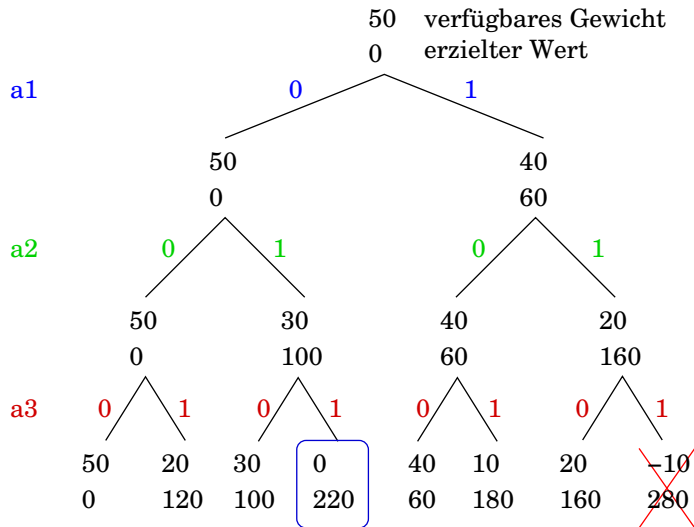 50 verfügbares Gewicht
0 erzielter Wert
a1 0 1
50 40
0 60
a2 0 1 0 1
50 30 40 20
0 100 60 160
a3 0 1 0 1 0 1 0 1
50 20 30 0 40 10 20 –10
0 120 100 220 60 180 160 280